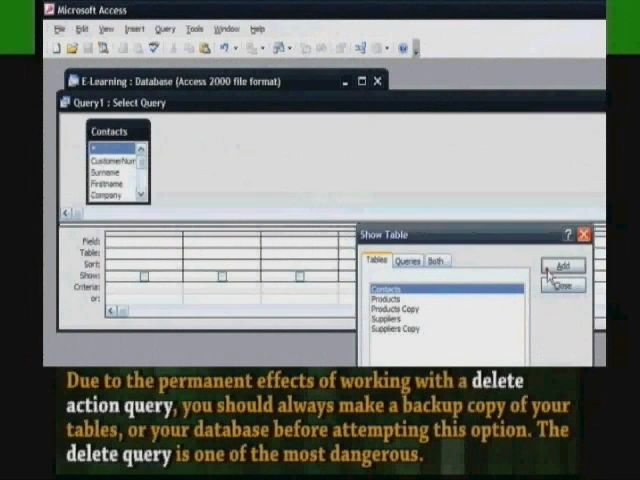 Microsoft Access
File Edit View Insert Query Tools Window Help
E-Learning : Database (Access 2000 file format)
Query1 : Select Query
Contacts
*
CustomerNum
Surname
Firstname
Company
Field:
Table:
Sort:
Show:
Criteria:
or:
Show Table
Tables Queries Both
Add
Close
Contacts
Products
Products Copy
Suppliers
Suppliers Copy
Due to the permanent effects of working with a delete
action query, you should always make a backup copy of your
tables, or your database before attempting this option. The
delete query is one of the most dangerous.